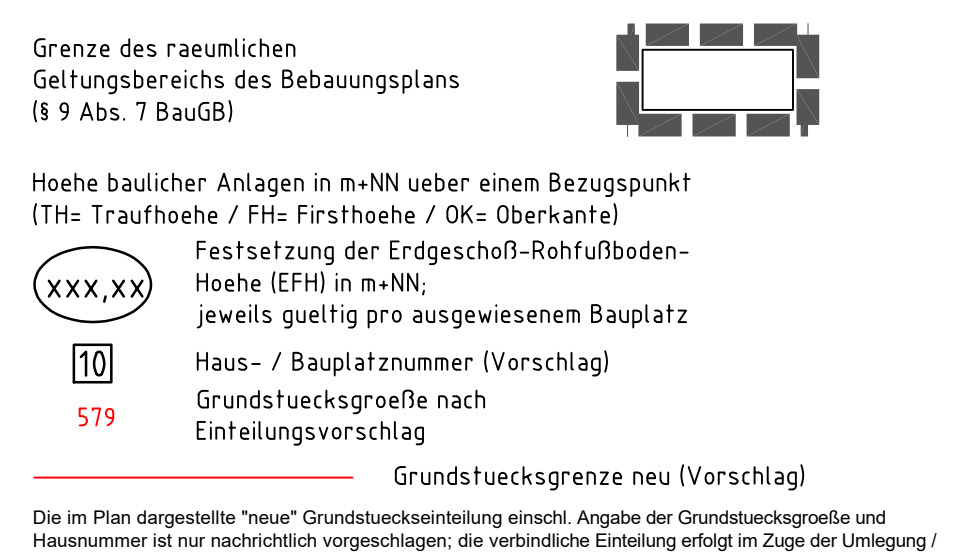 Grenze des raeumlichen
Geltungsbereichs des Bebauungsplans
(§ 9 Abs. 7 BauGB)
Hoehe baulicher Anlagen in m+NN ueber einem Bezugspunkt
(TH= Traufhoehe / FH= Firsthoehe / OK= Oberkante)
Festsetzung der Erdgeschoß-Rohfußboden-
xxx,xx Hoehe (EFH) in m+NN;
jeweils gueltig pro ausgewiesenem Bauplatz
10 Haus- / Bauplatznummer (Vorschlag)
Grundstuecksgroeße nach
579
Einteilungsvorschlag
Grundstuecksgrenze neu (Vorschlag)
Die im Plan dargestellte "neue" Grundstueckseinteilung einschl. Angabe der Grundstuecksgroeße und
Hausnummer ist nur nachrichtlich vorgeschlagen; die verbindliche Einteilung erfolgt im Zuge der Umlegung /